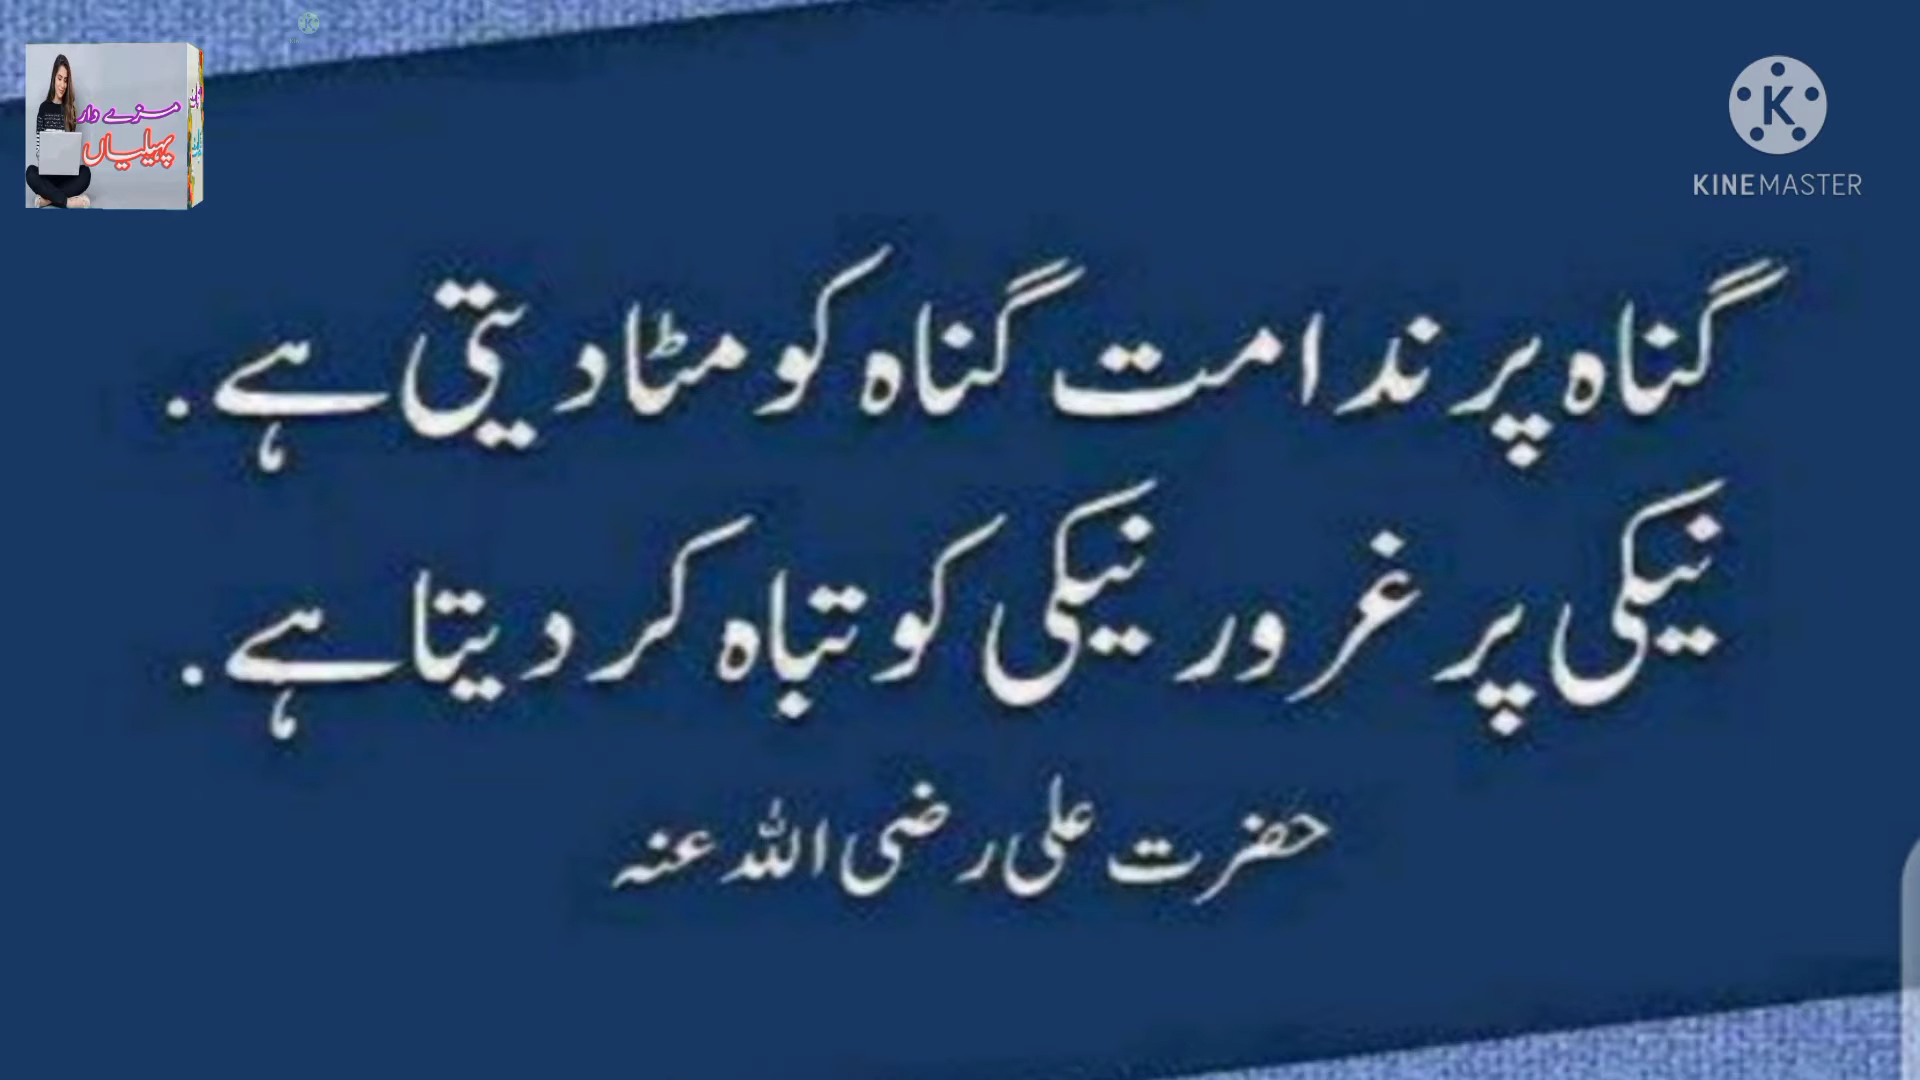 مزے دار
پہیلیاں
K
KINEMASTER
گناہ پر ندامت گناہ کو مٹا دیتی ہے.
نیکی پر غرور نیکی کو تباہ کر دیتا ہے.
حضرت علی رضی اللہ عنہ